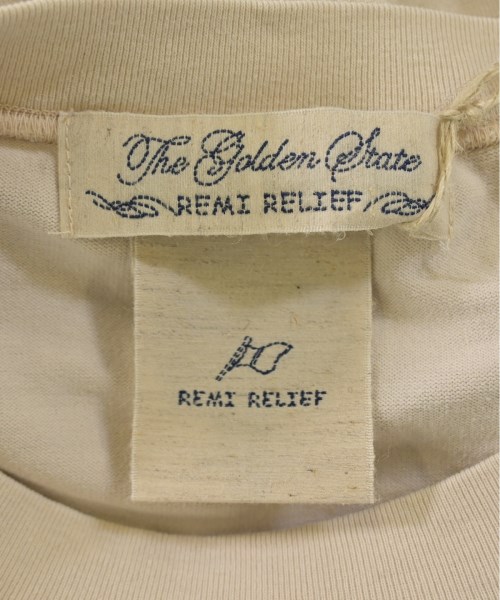 The Golden State
REMI RELIEF
REMI RELIEF